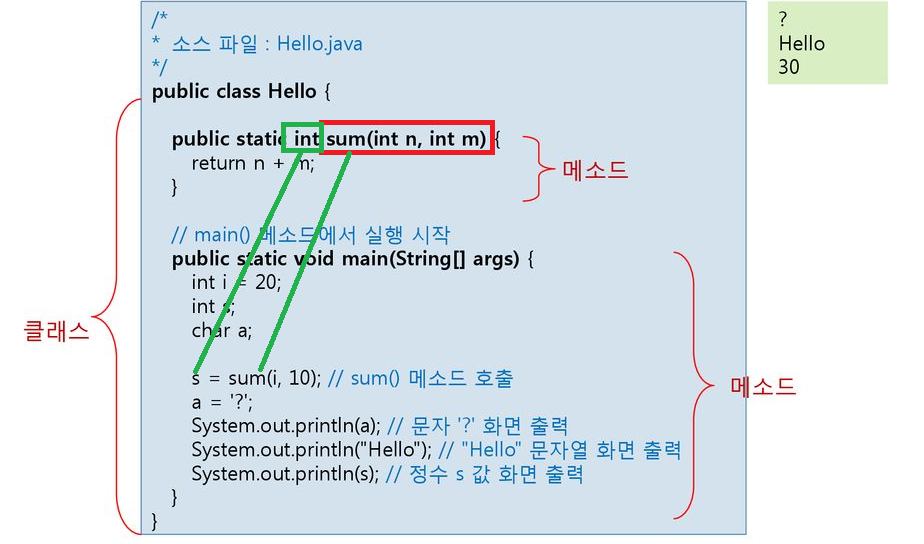 /*
* 소스 파일 : Hello.java
*/
public class Hello {
public static int sum(int n, int m) {
return n + m;
}
// main() 메소드에서 실행 시작
public static void main(String[] args) {
int i = 20;
int s;
char a;
s = sum(i, 10); // sum() 메소드 호출
a = '?';
System.out.println(a); // 문자 '?' 화면 출력
System.out.println("Hello"); // "Hello" 문자열 화면 출력
System.out.println(s); // 정수 s 값 화면 출력
}
}
클래스
메소드
메소드
?
Hello
30